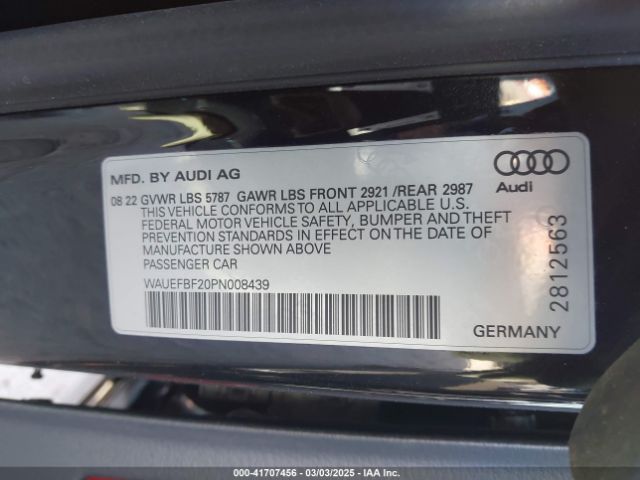 MFD. BY AUDI AG
08 22 GVWR LBS 5787 GAWR LBS FRONT 2921 /REAR 2987
THIS VEHICLE CONFORMS TO ALL APPLICABLE U.S.
FEDERAL MOTOR VEHICLE SAFETY, BUMPER AND THEFT
PREVENTION STANDARDS IN EFFECT ON THE DATE OF
MANUFACTURE SHOWN ABOVE
PASSENGER CAR
WAUEFBF20PN008439
Audi
2812563
GERMANY
000-41707456 — 03/03/2025 — IAA, Inc.